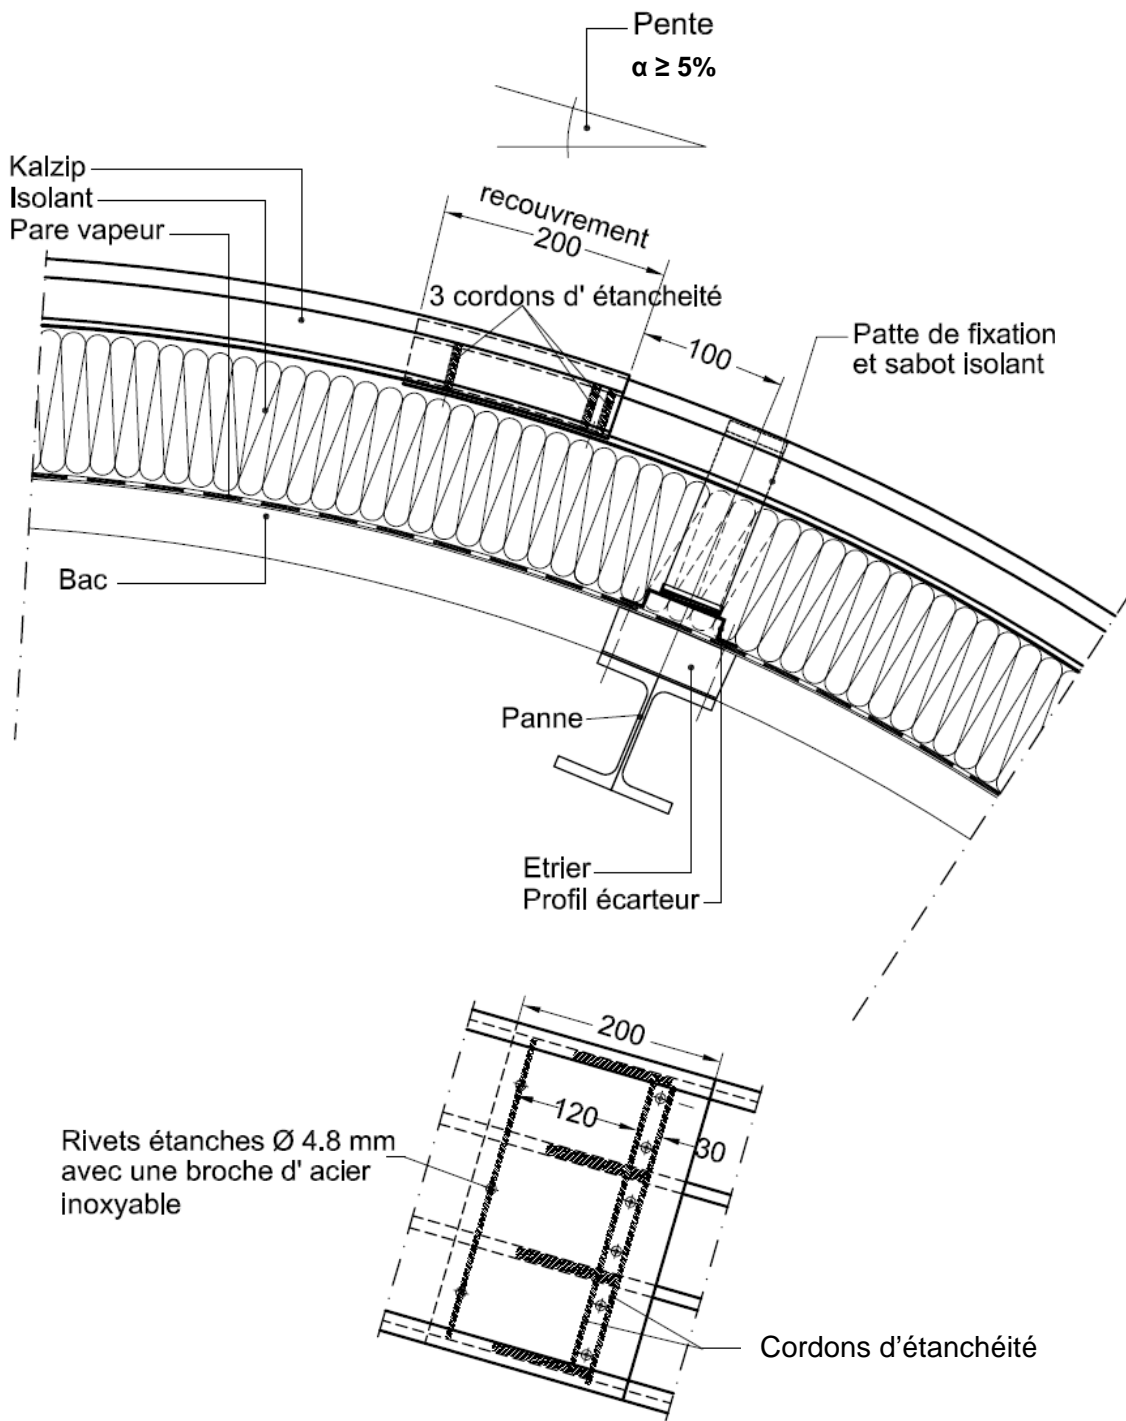 Pente
α ≥ 5%
Kalzip
Isolant
Pare vapeur
recouvrement
200
3 cordons d' étancheité
100
Patte de fixation
et sabot isolant
Bac
Panne
Etrier
Profil écarteur
200
120
30
Rivets étanches Ø 4.8 mm
avec une broche d' acier
inoxyable
Cordons d'étanchéité